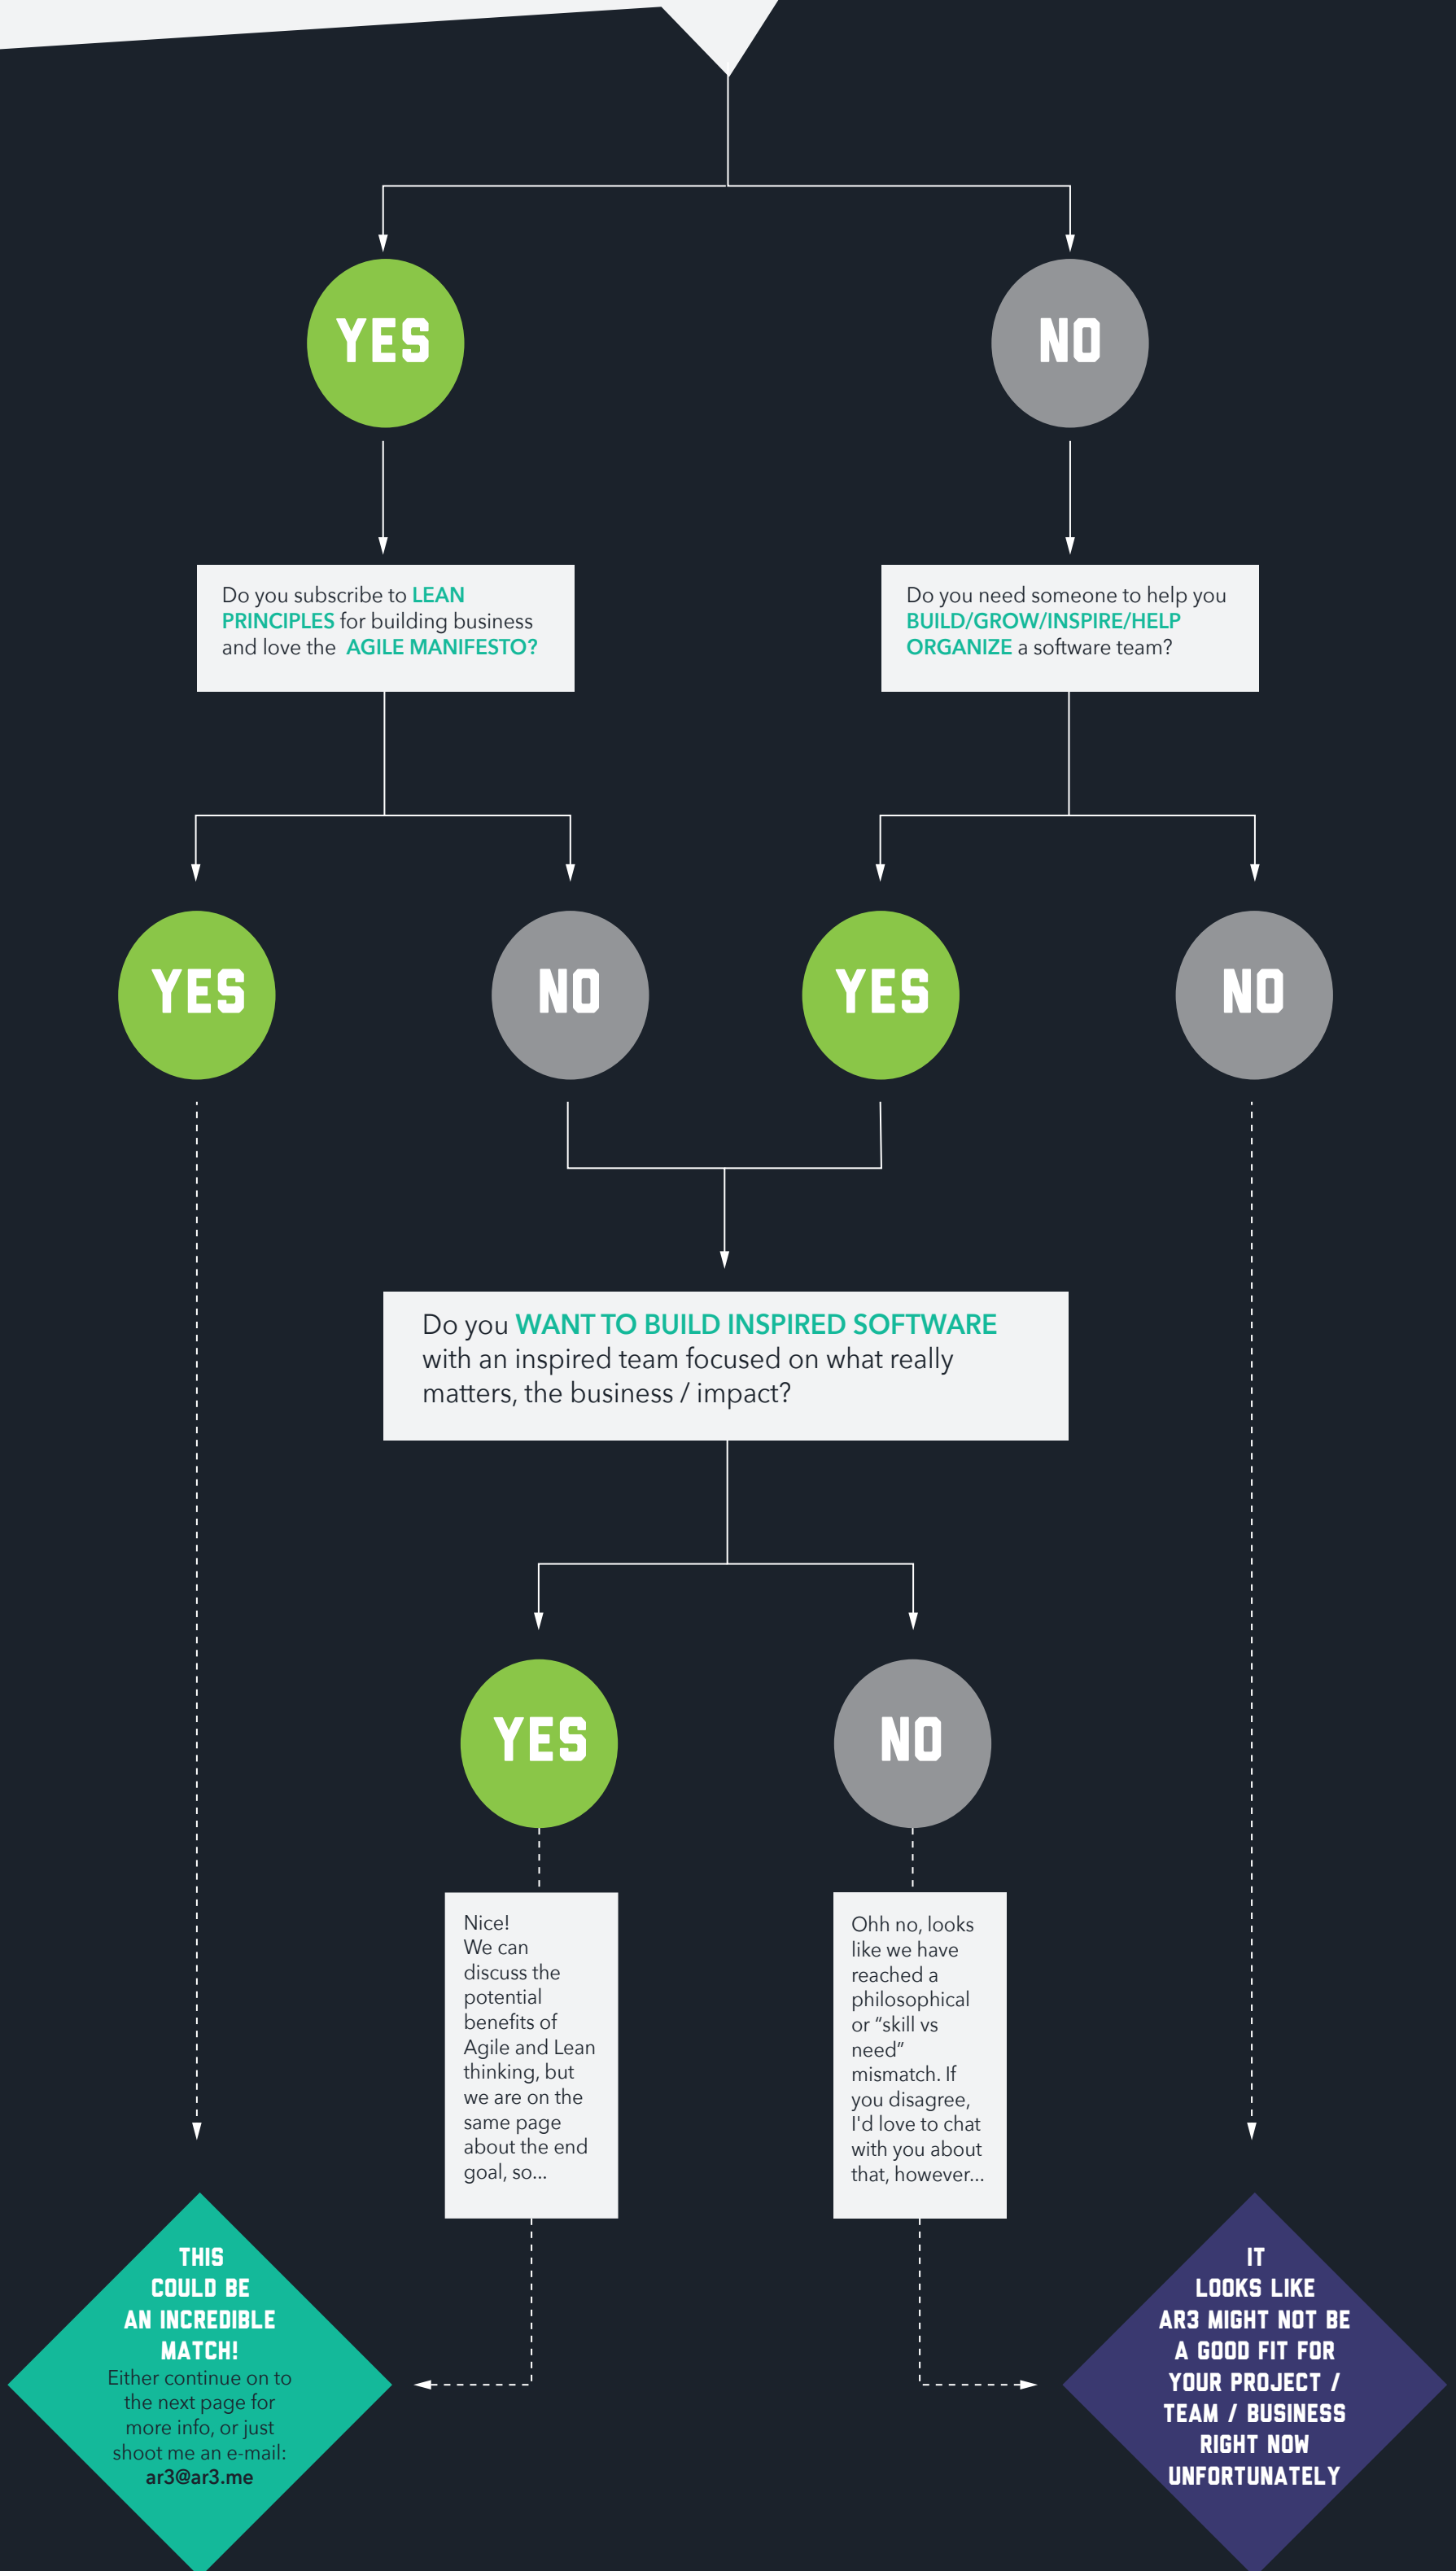 YES
NO
Do you subscribe to LEAN
PRINCIPLES for building business
and love the AGILE MANIFESTO?
Do you need someone to help you
BUILD/GROW/INSPIRE/HELP
ORGANIZE a software team?
YES
NO
YES
NO
Do you WANT TO BUILD INSPIRED SOFTWARE
with an inspired team focused on what really
matters, the business / impact?
YES
NO
Nice!
We can
discuss the
potential
benefits of
Agile and Lean
thinking, but
we are on the
same page
about the end
goal, so...
Ohh no, looks
like we have
reached a
philosophical
or “skill vs
need”
mismatch. If
you disagree,
I'd love to chat
with you about
that, however...
THIS
COULD BE
AN INCREDIBLE
MATCH!
Either continue on to
the next page for
more info, or just
shoot me an e-mail:
ar3@ar3.me
IT
LOOKS LIKE
AR3 MIGHT NOT BE
A GOOD FIT FOR
YOUR PROJECT /
TEAM / BUSINESS
RIGHT NOW
UNFORTUNATELY